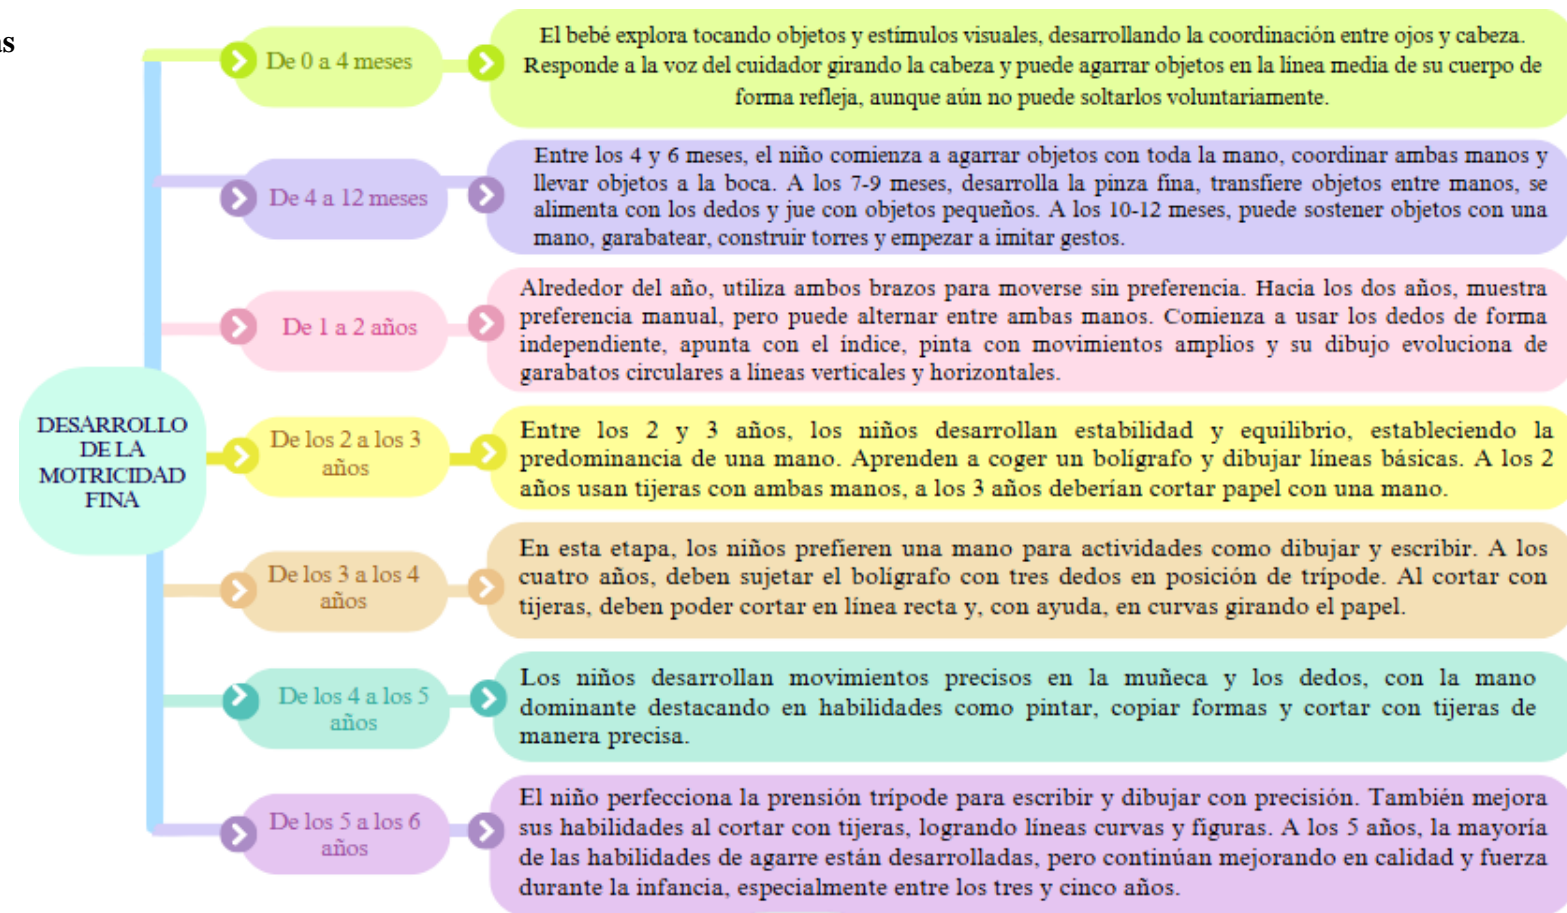 as
De 0 a 4 meses
El bebé explora tocando objetos y estímulos visuales, desarrollando la coordinación entre ojos y cabeza.
Responde a la voz del cuidador girando la cabeza y puede agarrar objetos en la línea media de su cuerpo de
forma refleja, aunque aún no puede soltarlos voluntariamente.
De 4 a 12 meses
Entre los 4 y 6 meses, el niño comienza a agarrar objetos con toda la mano, coordinar ambas manos y
llevar objetos a la boca. A los 7-9 meses, desarrolla la pinza fina, transfiere objetos entre manos, se
alimenta con los dedos y jue con objetos pequeños. A los 10-12 meses, puede sostener objetos con una
mano, garabatear, construir torres y empezar a imitar gestos.
De 1 a 2 años
Alrededor del año, utiliza ambos brazos para moverse sin preferencia. Hacia los dos años, muestra
preferencia manual, pero puede alternar entre ambas manos. Comienza a usar los dedos de forma
independiente, apunta con el índice, pinta con movimientos amplios y su dibujo evoluciona de
garabatos circulares a líneas verticales y horizontales.
DESARROLLO
DE LA
MOTRICIDAD
FINA
De los 2 a los 3
años
Entre los 2 y 3 años, los niños desarrollan estabilidad y equilibrio, estableciendo la
predominancia de una mano. Aprenden a coger un bolígrafo y dibujar líneas básicas. A los 2
años usan tijeras con ambas manos, a los 3 años deberían cortar papel con una mano.
De los 3 a los 4
años
En esta etapa, los niños prefieren una mano para actividades como dibujar y escribir. A los
cuatro años, deben sujetar el bolígrafo con tres dedos en posición de trípode. Al cortar con
tijeras, deben poder cortar en línea recta y, con ayuda, en curvas girando el papel.
De los 4 a los 5
años
Los niños desarrollan movimientos precisos en la muñeca y los dedos, con la mano
dominante destacando en habilidades como pintar, copiar formas y cortar con tijeras de
manera precisa.
De los 5 a los 6
años
El niño perfecciona la prensión trípode para escribir y dibujar con precisión. También mejora
sus habilidades al cortar con tijeras, logrando líneas curvas y figuras. A los 5 años, la mayoría
de las habilidades de agarre están desarrolladas, pero continúan mejorando en calidad y fuerza
durante la infancia, especialmente entre los tres y cinco años.